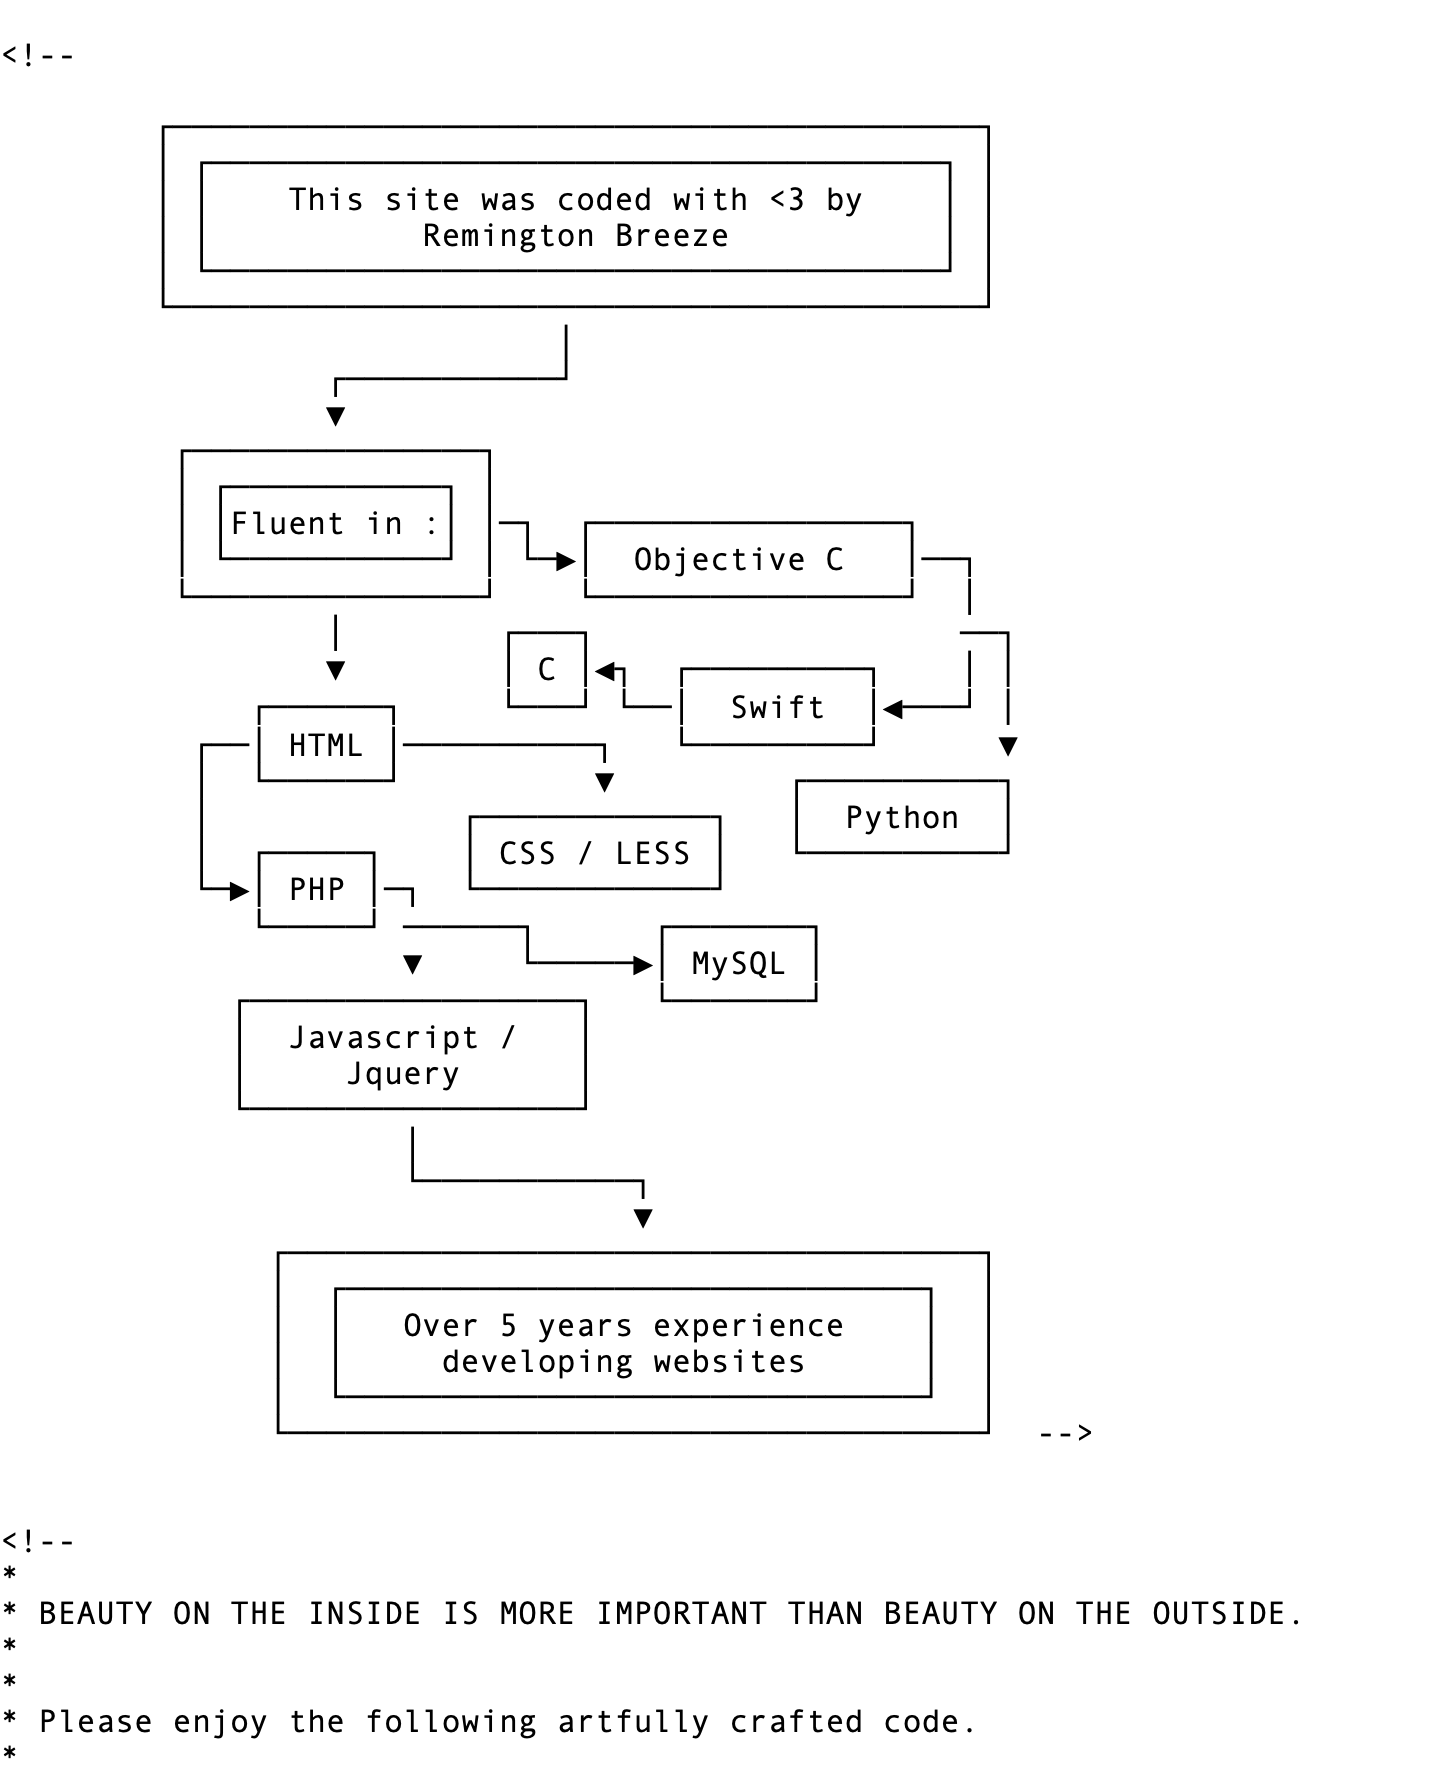 <!--
This site was coded with <3 by
Remington Breeze
Fluent in :
Objective C
C
Swift
HTML
Python
CSS / LESS
PHP
MySQL
Javascript /
Jquery
Over 5 years experience
developing websites
-->
<!--
*
* BEAUTY ON THE INSIDE IS MORE IMPORTANT THAN BEAUTY ON THE OUTSIDE.
*
*
* Please enjoy the following artfully crafted code.
*